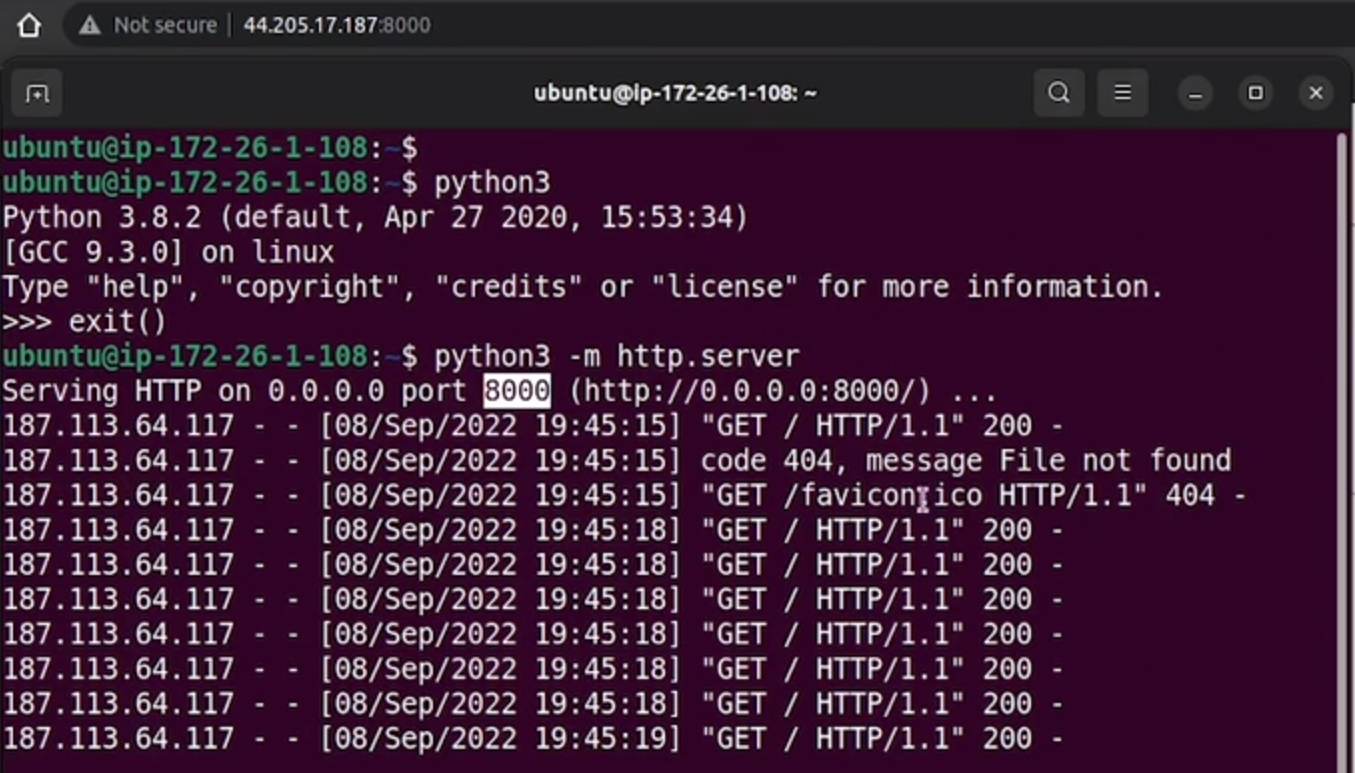 Not secure | 44.205.17.187:8000
ubuntu@ip-172-26-1-108: ~
ubuntu@ip-172-26-1-108:~$
ubuntu@ip-172-26-1-108:~$ python3
Python 3.8.2 (default, Apr 27 2020, 15:53:34)
[GCC 9.3.0] on linux
Type "help", "copyright", "credits" or "license" for more information.
>>> exit()
ubuntu@ip-172-26-1-108:~$ python3 -m http.server
Serving HTTP on 0.0.0.0 port 8000 (http://0.0.0.0:8000/) ...
187.113.64.117 - - [08/Sep/2022 19:45:15] "GET / HTTP/1.1" 200 -
187.113.64.117 - - [08/Sep/2022 19:45:15] code 404, message File not found
187.113.64.117 - - [08/Sep/2022 19:45:15] "GET /favicon.ico HTTP/1.1" 404 -
187.113.64.117 - - [08/Sep/2022 19:45:18] "GET / HTTP/1.1" 200 -
187.113.64.117 - - [08/Sep/2022 19:45:18] "GET / HTTP/1.1" 200 -
187.113.64.117 - - [08/Sep/2022 19:45:18] "GET / HTTP/1.1" 200 -
187.113.64.117 - - [08/Sep/2022 19:45:18] "GET / HTTP/1.1" 200 -
187.113.64.117 - - [08/Sep/2022 19:45:18] "GET / HTTP/1.1" 200 -
187.113.64.117 - - [08/Sep/2022 19:45:18] "GET / HTTP/1.1" 200 -
187.113.64.117 - - [08/Sep/2022 19:45:19] "GET / HTTP/1.1" 200 -